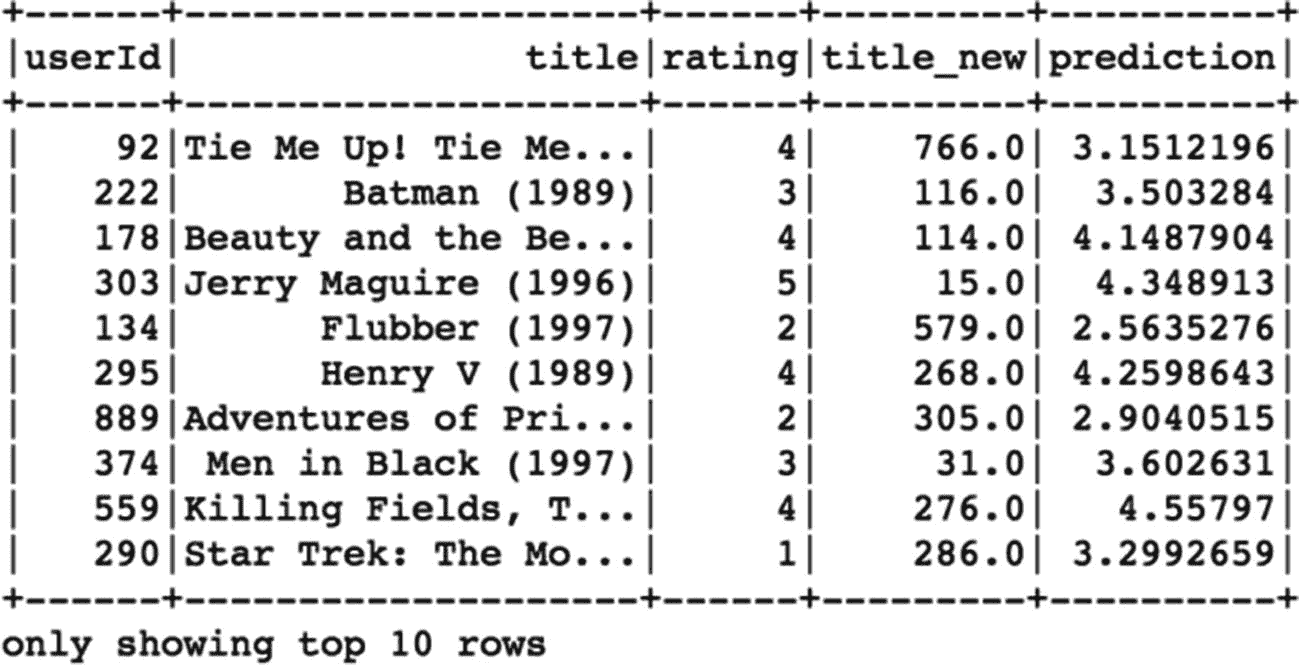 +------+--------------------+------+---------+----------+
|userId|               title|rating|title_new|prediction|
+------+--------------------+------+---------+----------+
|    92|Tie Me Up! Tie Me...|     4|    766.0| 3.1512196|
|   222|       Batman (1989)|     3|    116.0|  3.503284|
|   178|Beauty and the Be...|     4|    114.0| 4.1487904|
|   303|Jerry Maguire (1996)|     5|     15.0|  4.348913|
|   134|      Flubber (1997)|     2|    579.0| 2.5635276|
|   295|      Henry V (1989)|     4|    268.0| 4.2598643|
|   889|Adventures of Pri...|     2|    305.0| 2.9040515|
|   374| Men in Black (1997)|     3|     31.0|  3.602631|
|   559|Killing Fields, T...|     4|    276.0|   4.55797|
|   290|Star Trek: The Mo...|     1|    286.0| 3.2992659|
+------+--------------------+------+---------+----------+
only showing top 10 rows